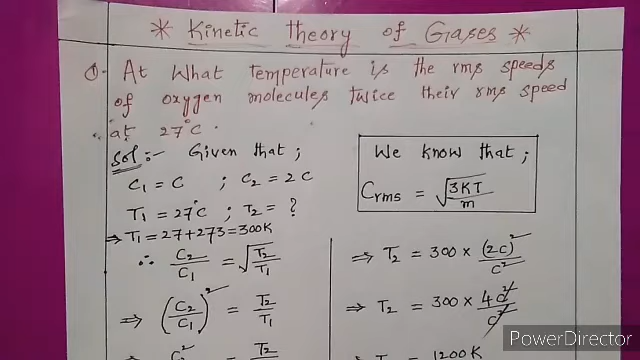 * Kinetic theory of Gases *
Q- At What temperature is the rms speeds
of oxygen molecules twice their rms speed
at 27°C.
Sol:- Given that ;
C₁ = C ; C₂ = 2C
T₁ = 27°C ; T₂ = ?
⇒ T₁ = 27+273 = 300K
∴ C₂/C₁ = √(T₂/T₁)
⇒ (C₂/C₁)² = T₂/T₁
C₂² T₂
We know that ;
Crms = √(3KT/m)
⇒ T₂ = 300 × (2C)²/C²
⇒ T₂ = 300 × 4C²/C²
1200K
PowerDirector